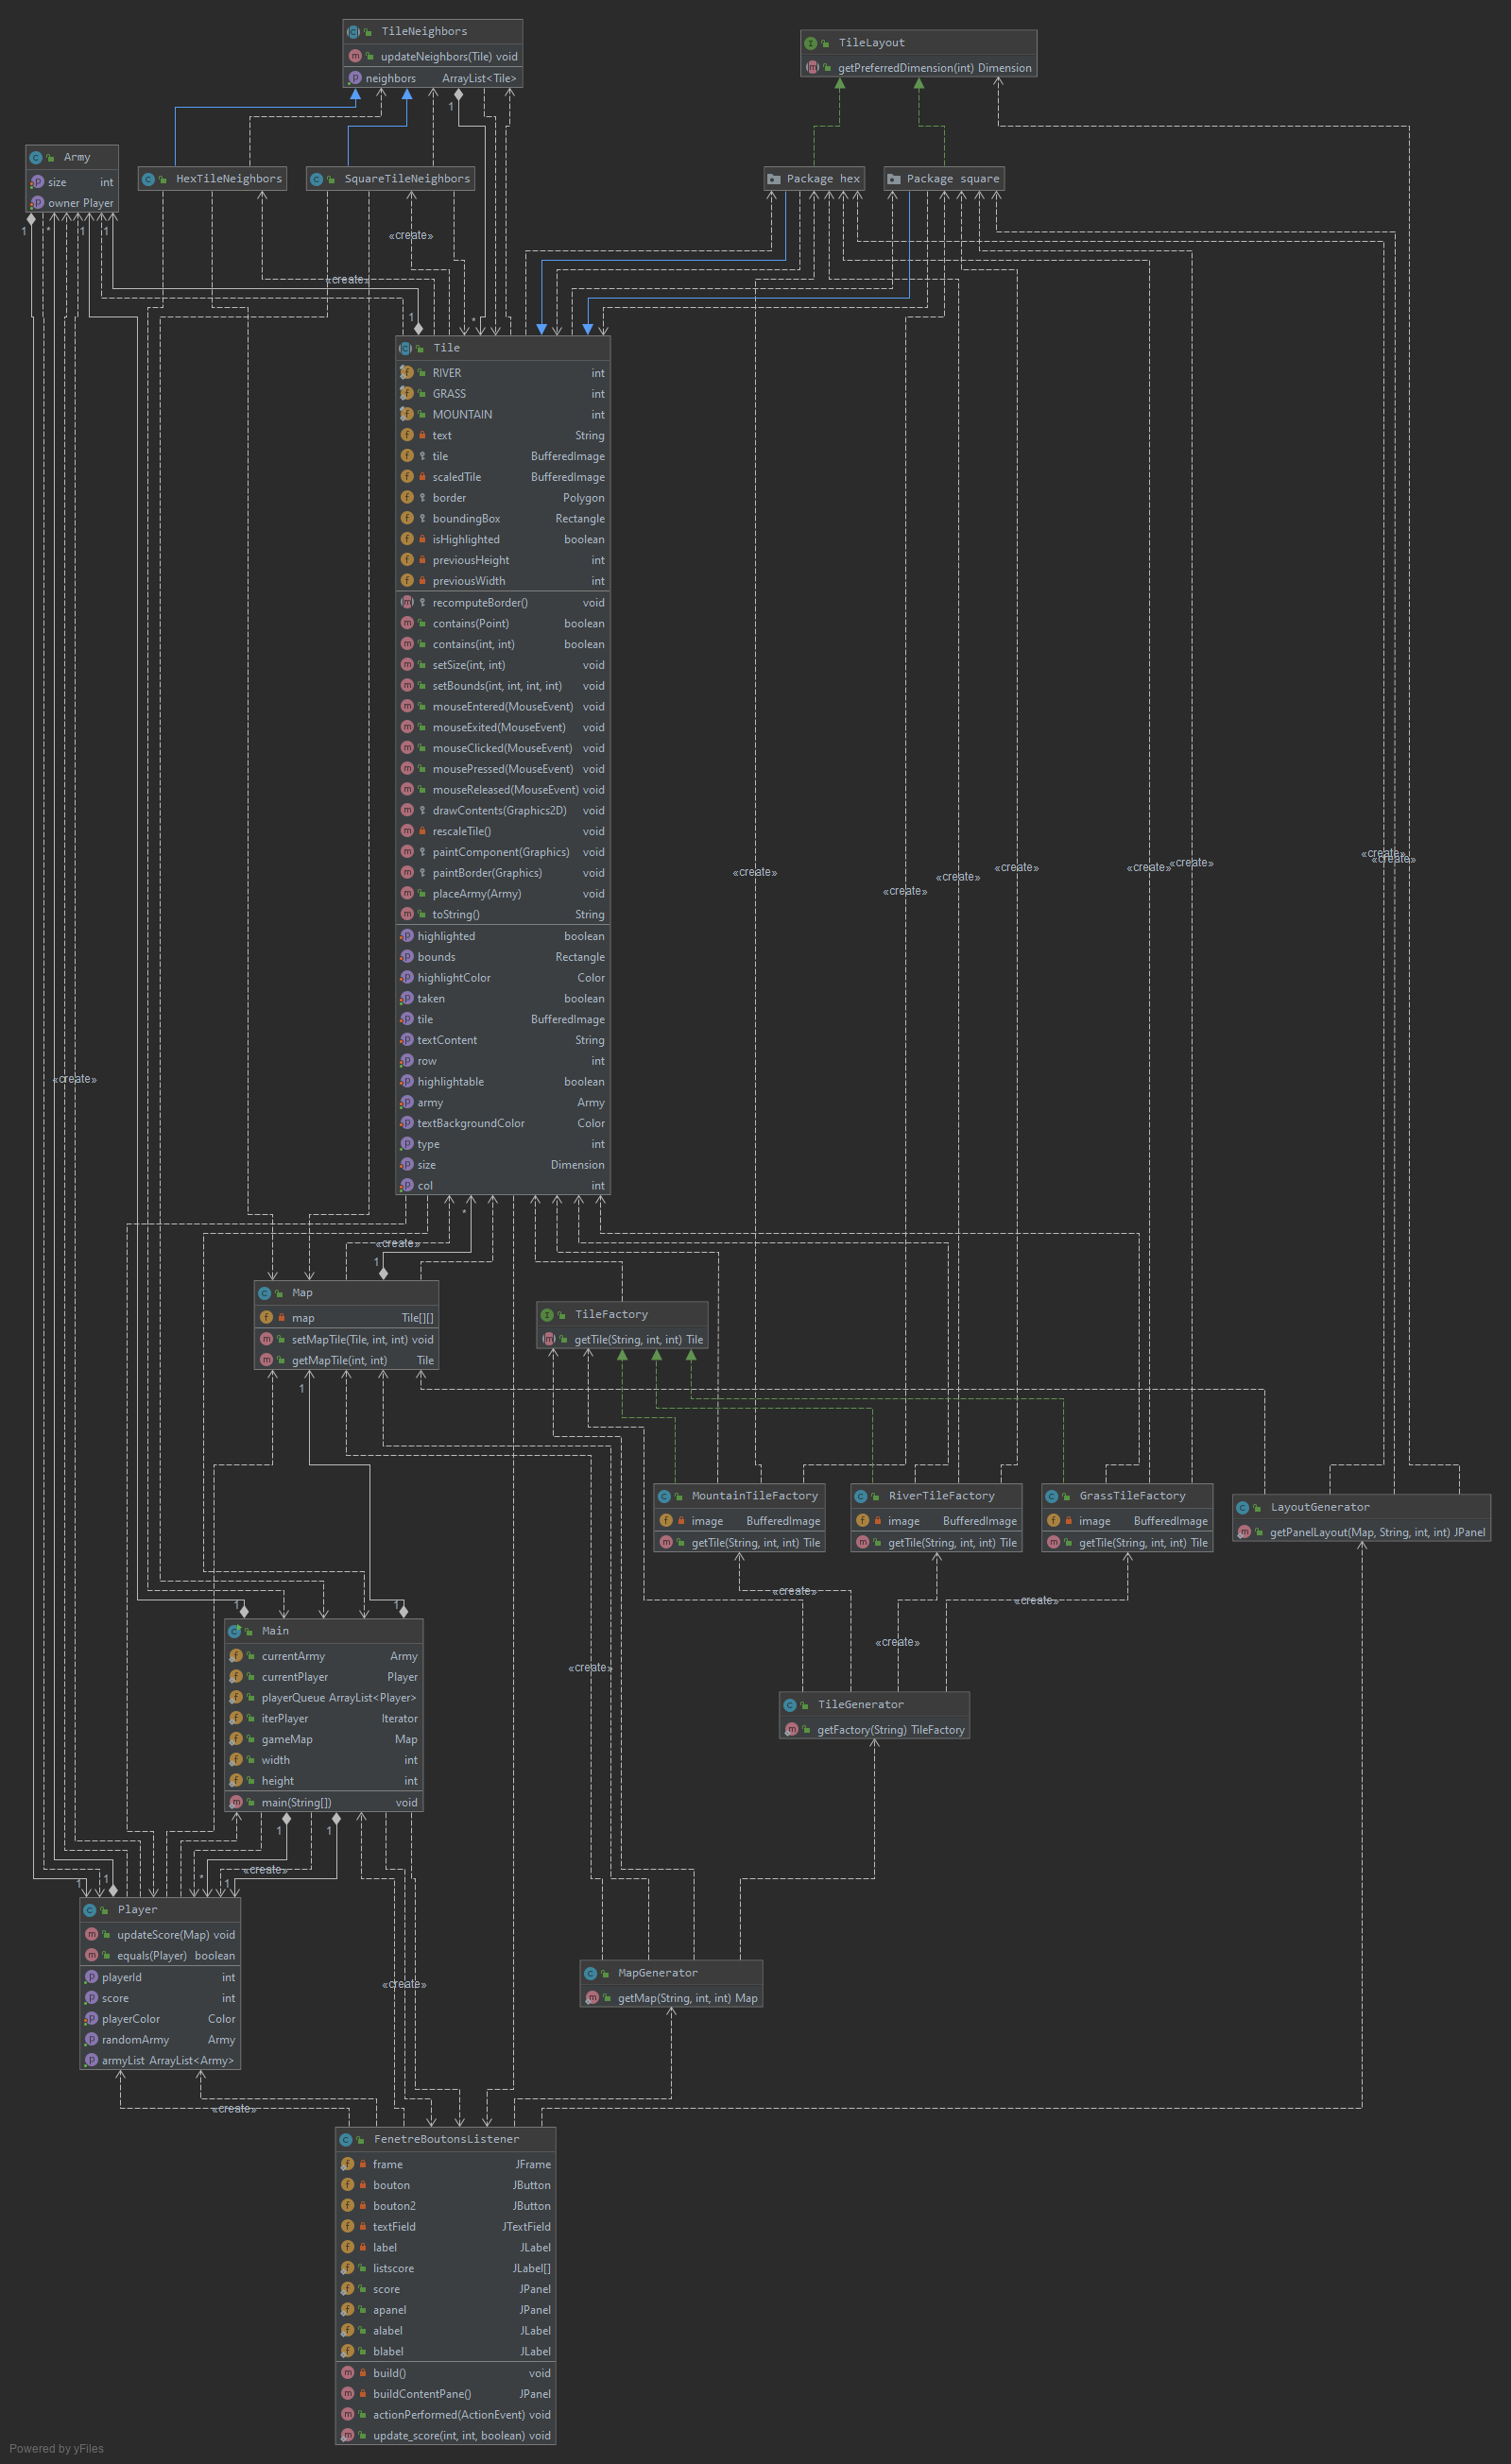 TileNeighbors
updateNeighbors(Tile) void
neighbors ArrayList<Tile>
TileLayout
getPreferredDimension(int) Dimension
1
Army
size int
owner Player
HexTileNeighbors
SquareTileNeighbors
Package hex
Package square
1 * 1 1
«create»
«create»
1 *
Tile
RIVER int
GRASS int
MOUNTAIN int
text String
tile BufferedImage
scaledTile BufferedImage
border Polygon
boundingBox Rectangle
isHighlighted boolean
previousHeight int
previousWidth int
recomputeBorder() void
contains(Point) boolean
contains(int, int) boolean
setSize(int, int) void
setBounds(int, int, int, int) void
mouseEntered(MouseEvent) void
mouseExited(MouseEvent) void
mouseClicked(MouseEvent) void
mousePressed(MouseEvent) void
mouseReleased(MouseEvent) void
drawContents(Graphics2D) void
rescaleTile() void
paintComponent(Graphics) void
paintBorder(Graphics) void
placeArmy(Army) void
toString() String
highlighted boolean
bounds Rectangle
highlightColor Color
taken boolean
tile BufferedImage
textContent String
row int
highlightable boolean
army Army
textBackgroundColor Color
type int
size Dimension
col int
«create»
«create»
«create»
«create»
«create»
«create»
«create»
«create»
«create»
«create»
*
«create»
1
Map
map Tile[][]
setMapTile(Tile, int, int) void
getMapTile(int, int) Tile
1
TileFactory
getTile(String, int, int) Tile
MountainTileFactory
image BufferedImage
getTile(String, int, int) Tile
RiverTileFactory
image BufferedImage
getTile(String, int, int) Tile
GrassTileFactory
image BufferedImage
getTile(String, int, int) Tile
LayoutGenerator
getPanelLayout(Map, String, int, int) JPanel
«create»
«create»
«create»
«create»
1 1
Main
currentArmy Army
currentPlayer Player
playerQueue ArrayList<Player>
iterPlayer Iterator
gameMap Map
width int
height int
main(String[]) void
TileGenerator
getFactory(String) TileFactory
1 1
«create»
1 1 * 1
Player
updateScore(Map) void
equals(Player) boolean
playerId int
score int
playerColor Color
randomArmy Army
armyList ArrayList<Army>
«create»
MapGenerator
getMap(String, int, int) Map
«create»
FenetreBoutonsListener
frame JFrame
bouton JButton
bouton2 JButton
textField JTextField
label JLabel
listscore JLabel[]
score JPanel
apanel JPanel
alabel JLabel
blabel JLabel
build() void
buildContentPane() JPanel
actionPerformed(ActionEvent) void
update_score(int, int, boolean) void
Powered by yFiles